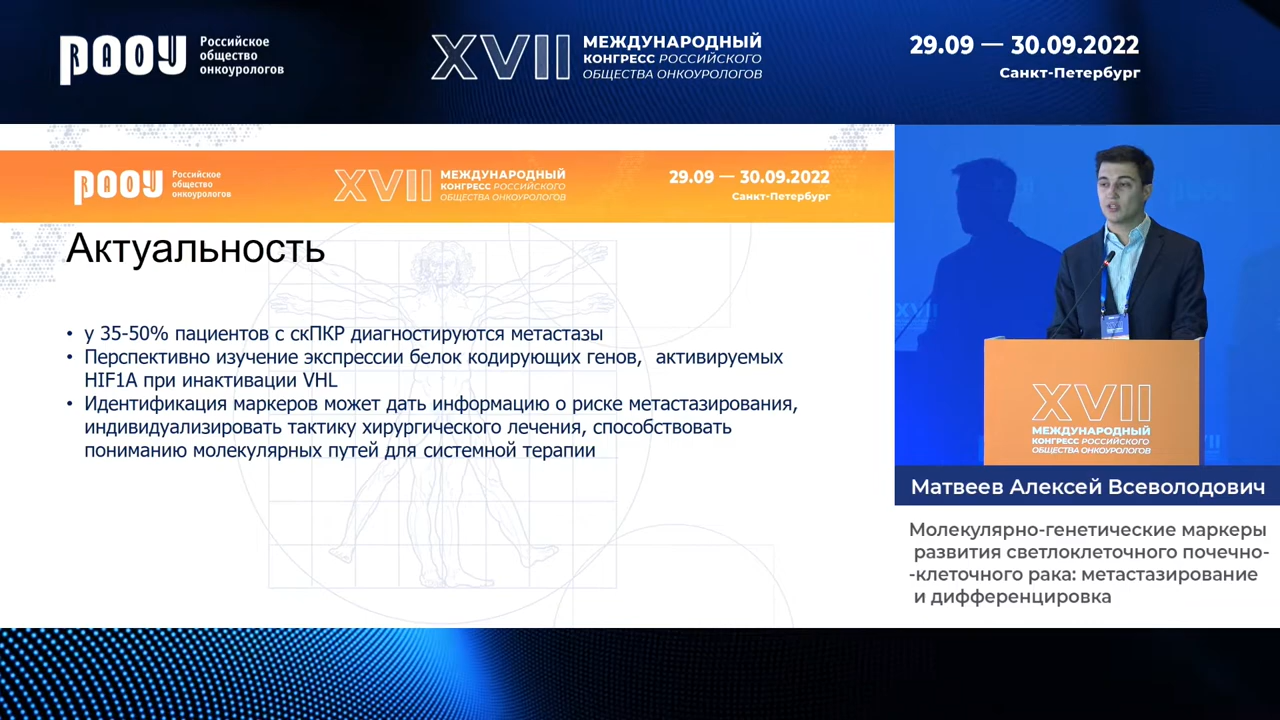 РАОУ
Российское
общество
онкоурологов
XVII
МЕЖДУНАРОДНЫЙ
КОНГРЕСС РОССИЙСКОГО
ОБЩЕСТВА ОНКОУРОЛОГОВ
29.09 — 30.09.2022
Санкт-Петербург
РАОУ
Российское
общество
онкоурологов
XVII
МЕЖДУНАРОДНЫЙ
КОНГРЕСС РОССИЙСКОГО
ОБЩЕСТВА ОНКОУРОЛОГОВ
29.09 — 30.09.2022
Санкт-Петербург
Актуальность
• у 35-50% пациентов с скПКР диагностируются метастазы
• Перспективно изучение экспрессии белок кодирующих генов, активируемых
HIF1A при инактивации VHL
• Идентификация маркеров может дать информацию о риске метастазирования,
индивидуализировать тактику хирургического лечения, способствовать
пониманию молекулярных путей для системной терапии
XVII
МЕЖДУНАРОДНЫЙ
КОНГРЕСС РОССИЙСКОГО
ОБЩЕСТВА ОНКОУРОЛОГОВ
Матвеев Алексей Всеволодович
Молекулярно-генетические маркеры
развития светлоклеточного почечно-
-клеточного рака: метастазирование
и дифференцировка